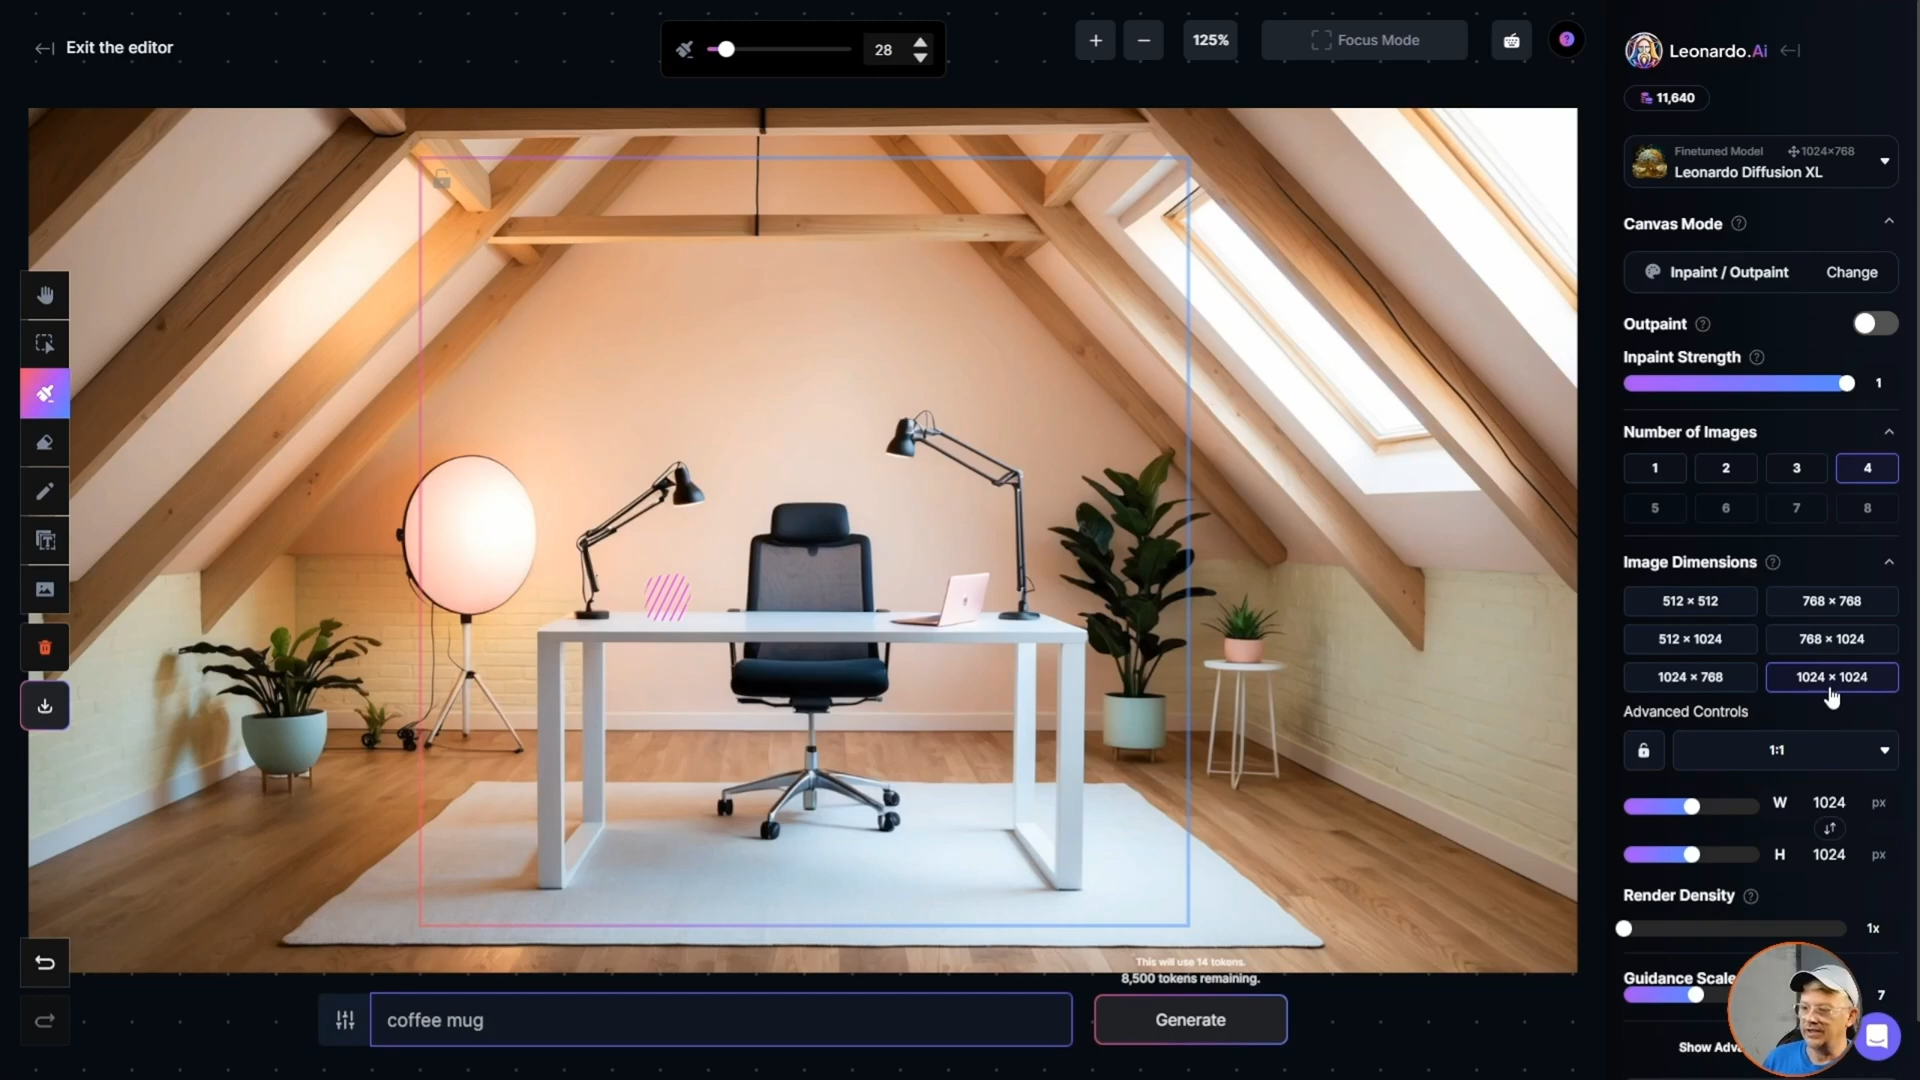 Exit the editor
28
125%
Focus Mode
Leonardo.Ai
11,640
Finetuned Model 1024×768
Leonardo Diffusion XL
Canvas Mode
Inpaint / Outpaint Change
Outpaint
Inpaint Strength
1
Number of Images
1 2 3 4
5 6 7 8
Image Dimensions
512 × 512 768 × 768
512 × 1024 768 × 1024
1024 × 768 1024 × 1024
Advanced Controls
1:1
W 1024 px
H 1024 px
Render Density
1x
Guidance Scale
7
Show Adva
This will use 14 tokens.
8,500 tokens remaining.
coffee mug
Generate